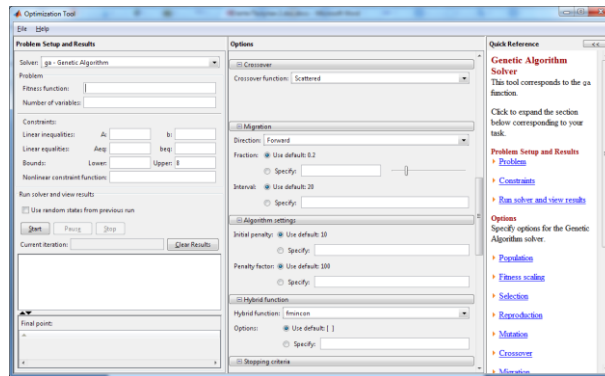 Optimization Tool
File Help
Problem Setup and Results
Solver: ga - Genetic Algorithm
Problem
Fitness function:
Number of variables:
Constraints:
Linear inequalities: A: b:
Linear equalities: Aeq: beq:
Bounds: Lower: Upper:
Nonlinear constraint function:
Run solver and view results
Use random states from previous run
Start Pause Stop
Current iteration: Clear Results
Final point:
Options
Crossover
Crossover function: Scattered
Migration
Direction: Forward
Fraction: Use default: 0.2
Specify:
Interval: Use default: 20
Specify:
Algorithm settings
Initial penalty: Use default: 10
Specify:
Penalty factor: Use default: 100
Specify:
Hybrid function
Hybrid function: fmincon
Options: Use default: [ ]
Specify:
Stopping criteria
Quick Reference <<
Genetic Algorithm
Solver
This tool corresponds to the ga
function.
Click to expand the section
below corresponding to your
task.
Problem Setup and Results
Problem
Constraints
Run solver and view results
Options
Specify options for the Genetic
Algorithm solver.
Population
Fitness scaling
Selection
Reproduction
Mutation
Crossover
Migration